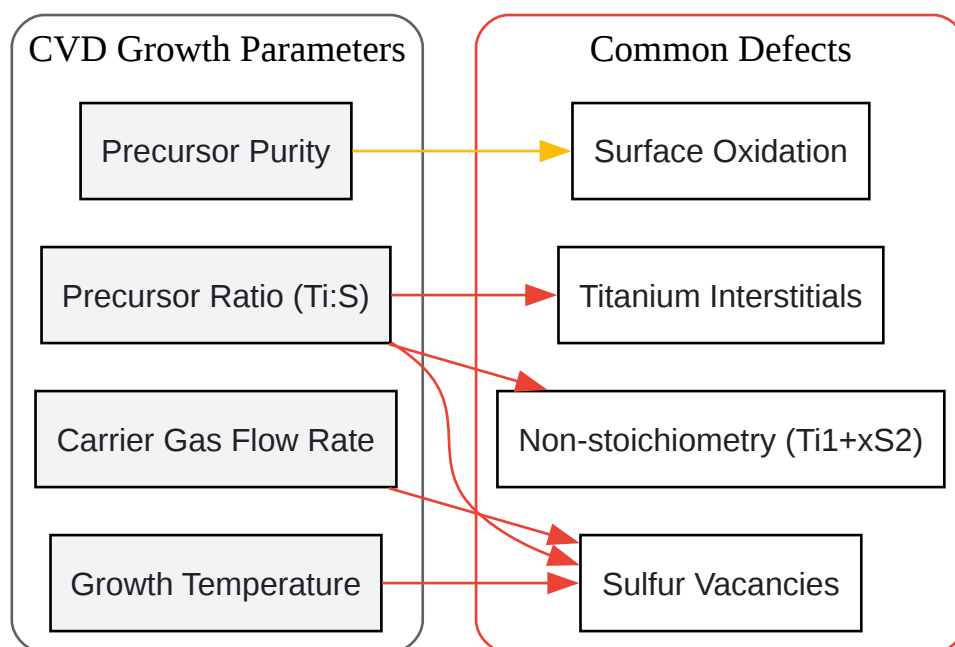 CVD Growth Parameters
Common Defects
Precursor Purity
Surface Oxidation
Precursor Ratio (Ti:S)
Titanium Interstitials
Carrier Gas Flow Rate
Non-stoichiometry (Ti1+xS2)
Growth Temperature
Sulfur Vacancies